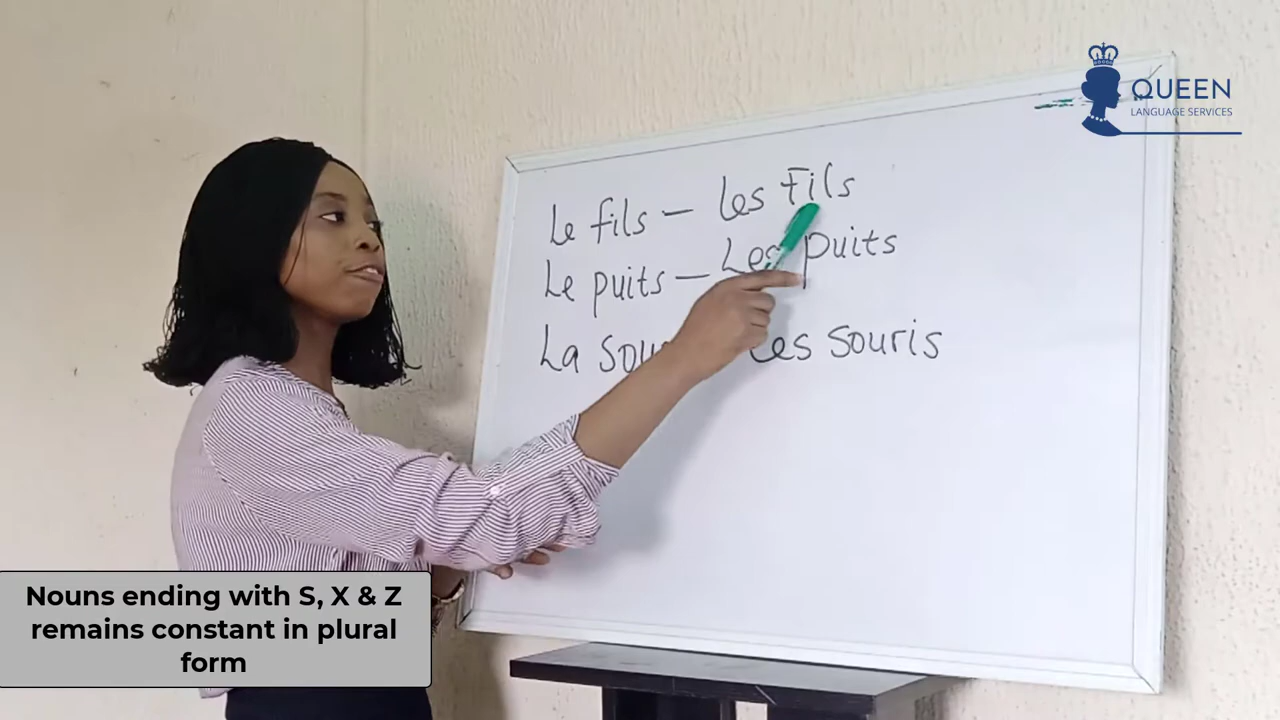 QUEEN
LANGUAGE SERVICES
Le fils — Les Fils
Le puits — Les puits
La Les souris
Nouns ending with S, X & Z
remains constant in plural
form